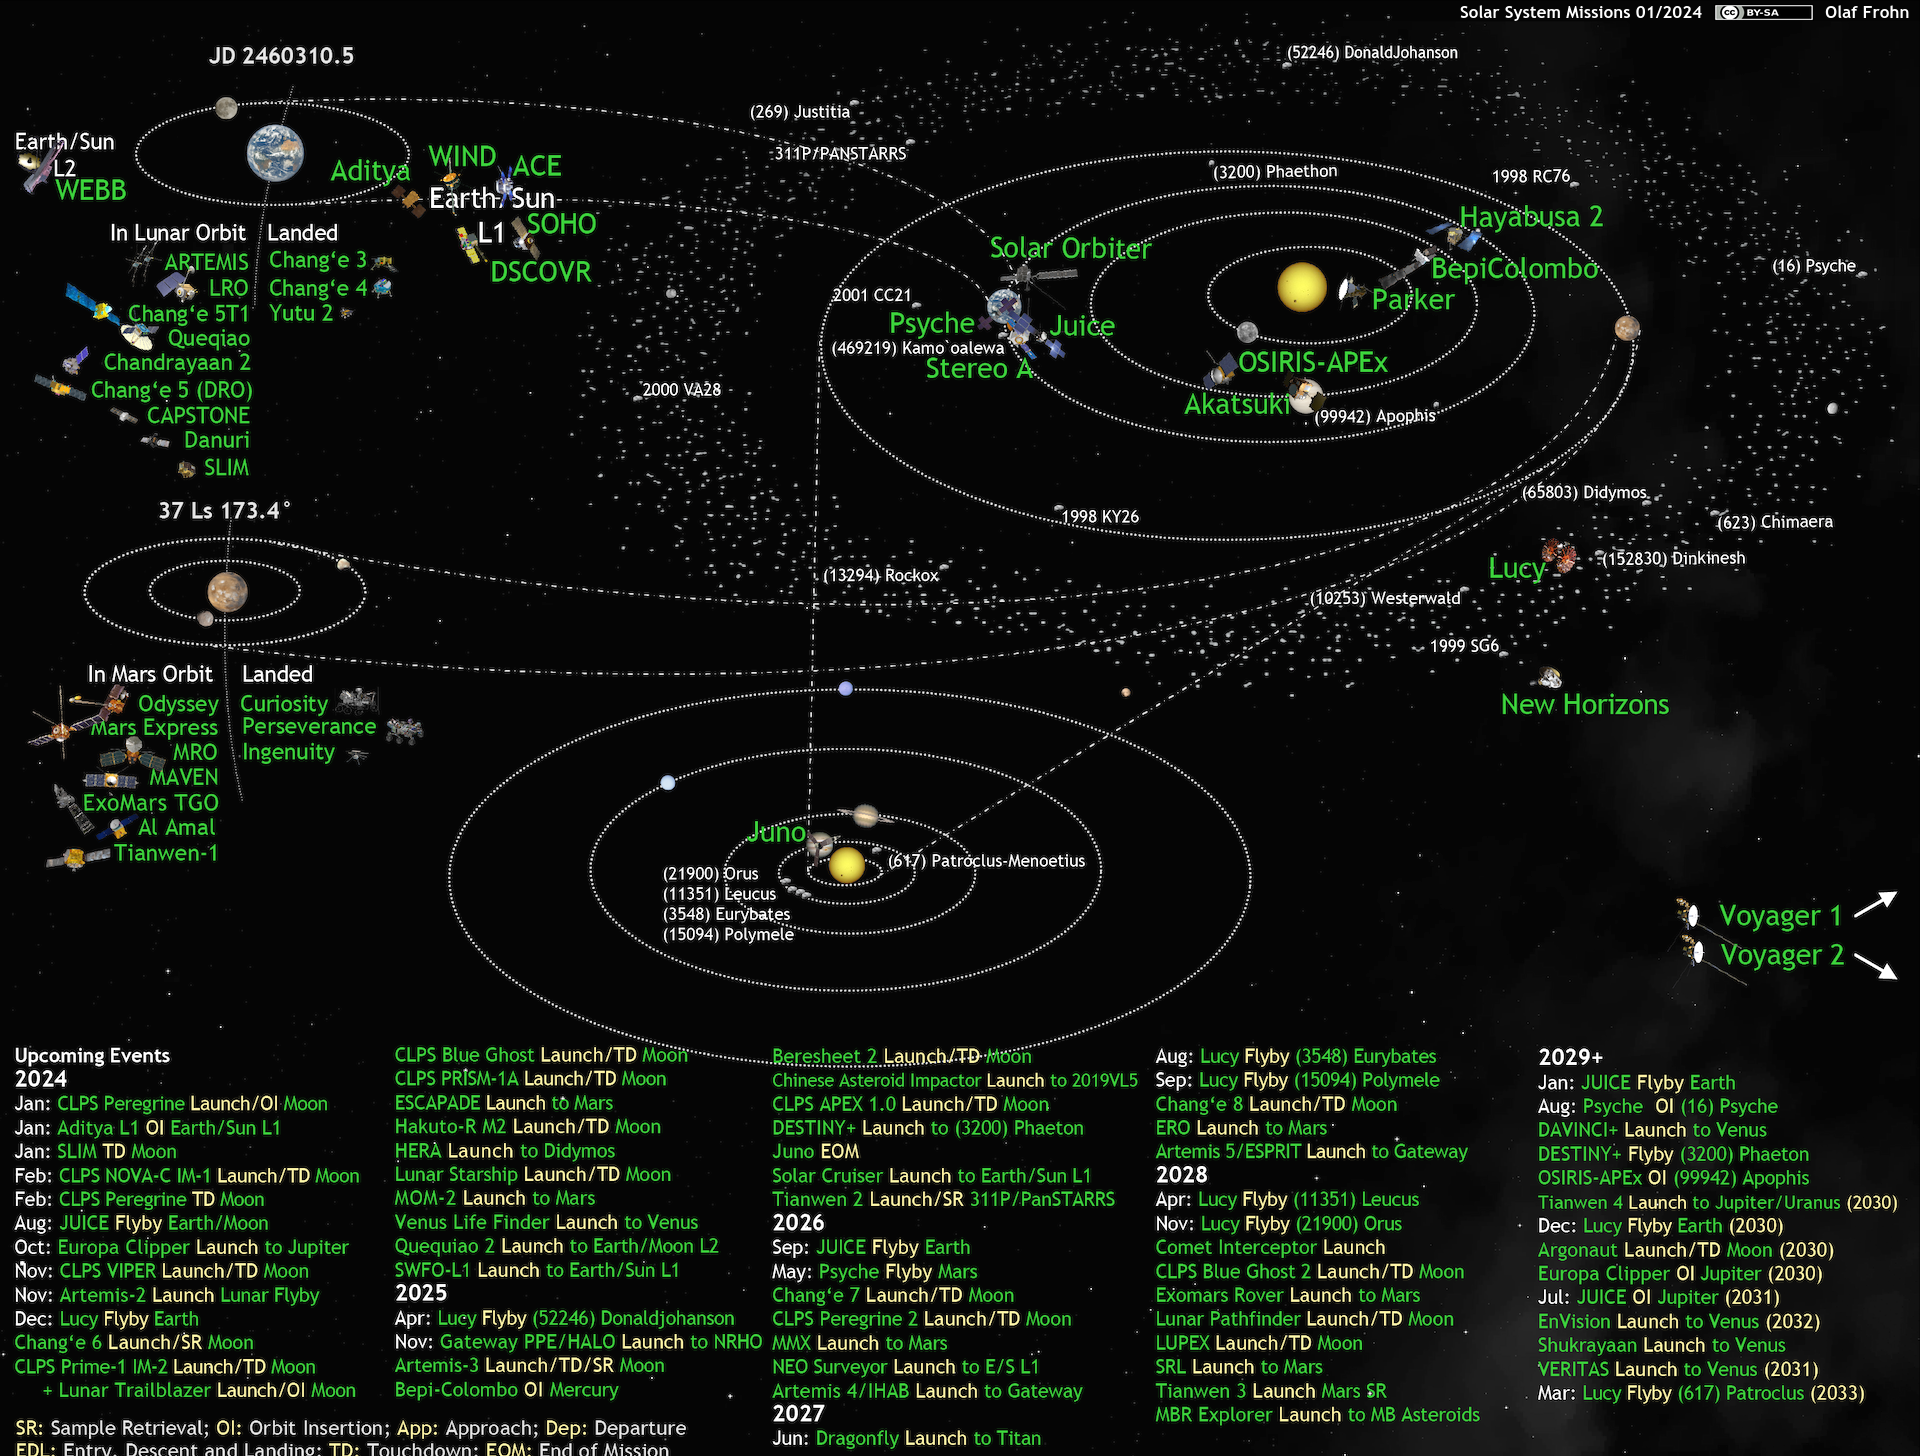 Solar System Missions 01/2024 (cc) BY-SA Olaf Frohn
JD 2460310.5
Earth/Sun
L2
WEBB
Aditya
WIND
ACE
Earth/Sun
L1
SOHO
DSCOVR
In Lunar Orbit
ARTEMIS
LRO
Chang‘e 5T1
Queqiao
Chandrayaan 2
Chang‘e 5 (DRO)
CAPSTONE
Danuri
SLIM
Landed
Chang‘e 3
Chang‘e 4
Yutu 2
(52246) DonaldJohanson
(269) Justitia
311P/PANSTARRS
(3200) Phaethon
1998 RC76
Hayabusa 2
Solar Orbiter
BepiColombo
(16) Psyche
2001 CC21
Parker
Psyche
Juice
(469219) Kamo`oalewa
Stereo A
OSIRIS-APEx
2000 VA28
Akatsuki
(99942) Apophis
(65803) Didymos
1998 KY26
(623) Chimaera
Lucy
(152830) Dinkinesh
(13294) Rockox
(10253) Westerwald
1999 SG6
New Horizons
37 Ls 173.4°
In Mars Orbit
Odyssey
Mars Express
MRO
MAVEN
ExoMars TGO
Al Amal
Tianwen-1
Landed
Curiosity
Perseverance
Ingenuity
Juno
(617) Patroclus-Menoetius
(21900) Orus
(11351) Leucus
(3548) Eurybates
(15094) Polymele
Voyager 1
Voyager 2
Upcoming Events
2024
Jan: CLPS Peregrine Launch/OI Moon
Jan: Aditya L1 OI Earth/Sun L1
Jan: SLIM TD Moon
Feb: CLPS NOVA-C IM-1 Launch/TD Moon
Feb: CLPS Peregrine TD Moon
Aug: JUICE Flyby Earth/Moon
Oct: Europa Clipper Launch to Jupiter
Nov: CLPS VIPER Launch/TD Moon
Nov: Artemis-2 Launch Lunar Flyby
Dec: Lucy Flyby Earth
Chang‘e 6 Launch/SR Moon
CLPS Prime-1 IM-2 Launch/TD Moon
+ Lunar Trailblazer Launch/OI Moon
CLPS Blue Ghost Launch/TD Moon
CLPS PRISM-1A Launch/TD Moon
ESCAPADE Launch to Mars
Hakuto-R M2 Launch/TD Moon
HERA Launch to Didymos
Lunar Starship Launch/TD Moon
MOM-2 Launch to Mars
Venus Life Finder Launch to Venus
Quequiao 2 Launch to Earth/Moon L2
SWFO-L1 Launch to Earth/Sun L1
2025
Apr: Lucy Flyby (52246) Donaldjohanson
Nov: Gateway PPE/HALO Launch to NRHO
Artemis-3 Launch/TD/SR Moon
Bepi-Colombo OI Mercury
Beresheet 2 Launch/TD Moon
Chinese Asteroid Impactor Launch to 2019VL5
CLPS APEX 1.0 Launch/TD Moon
DESTINY+ Launch to (3200) Phaeton
Juno EOM
Solar Cruiser Launch to Earth/Sun L1
Tianwen 2 Launch/SR 311P/PanSTARRS
2026
Sep: JUICE Flyby Earth
May: Psyche Flyby Mars
Chang‘e 7 Launch/TD Moon
CLPS Peregrine 2 Launch/TD Moon
MMX Launch to Mars
NEO Surveyor Launch to E/S L1
Artemis 4/IHAB Launch to Gateway
2027
Jun: Dragonfly Launch to Titan
Aug: Lucy Flyby (3548) Eurybates
Sep: Lucy Flyby (15094) Polymele
Chang‘e 8 Launch/TD Moon
ERO Launch to Mars
Artemis 5/ESPRIT Launch to Gateway
2028
Apr: Lucy Flyby (11351) Leucus
Nov: Lucy Flyby (21900) Orus
Comet Interceptor Launch
CLPS Blue Ghost 2 Launch/TD Moon
Exomars Rover Launch to Mars
Lunar Pathfinder Launch/TD Moon
LUPEX Launch/TD Moon
SRL Launch to Mars
Tianwen 3 Launch Mars SR
MBR Explorer Launch to MB Asteroids
2029+
Jan: JUICE Flyby Earth
Aug: Psyche OI (16) Psyche
DAVINCI+ Launch to Venus
DESTINY+ Flyby (3200) Phaeton
OSIRIS-APEx OI (99942) Apophis
Tianwen 4 Launch to Jupiter/Uranus (2030)
Dec: Lucy Flyby Earth (2030)
Argonaut Launch/TD Moon (2030)
Europa Clipper OI Jupiter (2030)
Jul: JUICE OI Jupiter (2031)
EnVision Launch to Venus (2032)
Shukrayaan Launch to Venus
VERITAS Launch to Venus (2031)
Mar: Lucy Flyby (617) Patroclus (2033)
SR: Sample Retrieval; OI: Orbit Insertion; App: Approach; Dep: Departure
EDL: Entry, Descent and Landing; TD: Touchdown; EOM: End of Mission